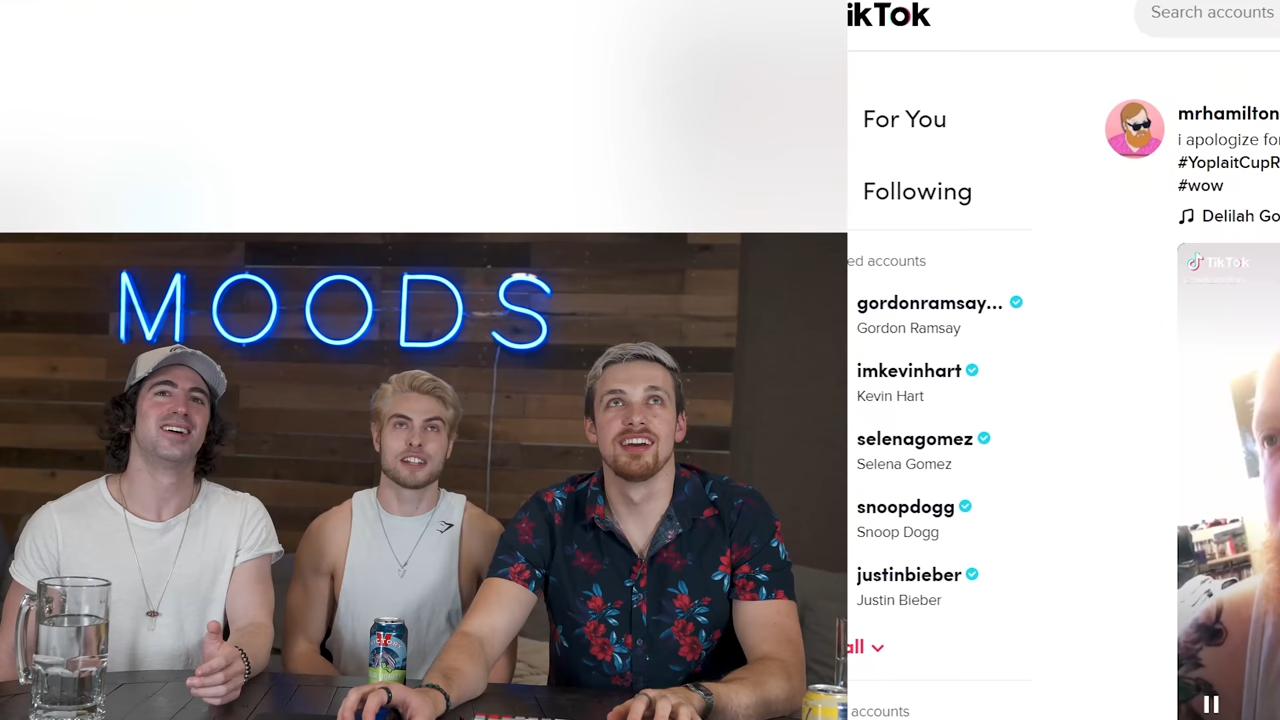 MOODS
ikTok
Search accounts
For You
Following
ed accounts
gordonramsay...
Gordon Ramsay
imkevinhart
Kevin Hart
selenagomez
Selena Gomez
snoopdogg
Snoop Dogg
justinbieber
Justin Bieber
all
accounts
mrhamilton
i apologize for
#YoplaitCupR
#wow
Delilah Go
TikTok